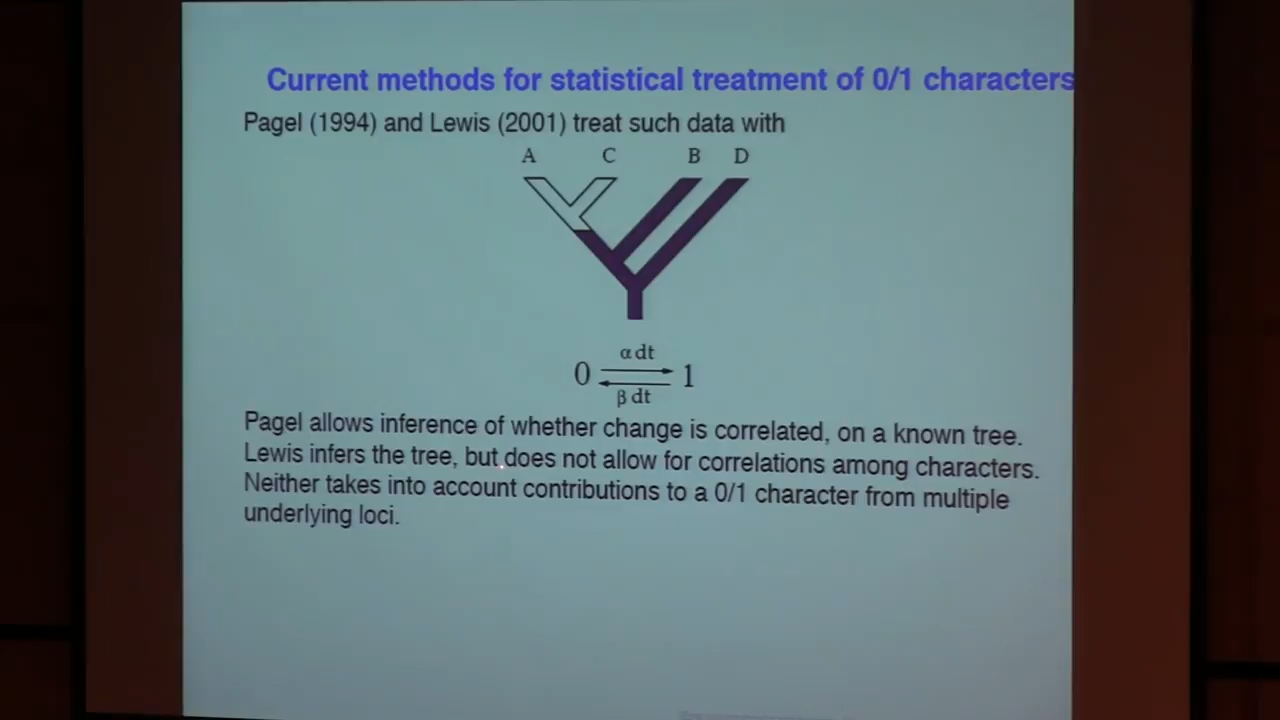 Current methods for statistical treatment of 0/1 characters
Pagel (1994) and Lewis (2001) treat such data with
A C B D
α dt
0 1
β dt
Pagel allows inference of whether change is correlated, on a known tree.
Lewis infers the tree, but does not allow for correlations among characters.
Neither takes into account contributions to a 0/1 character from multiple
underlying loci.